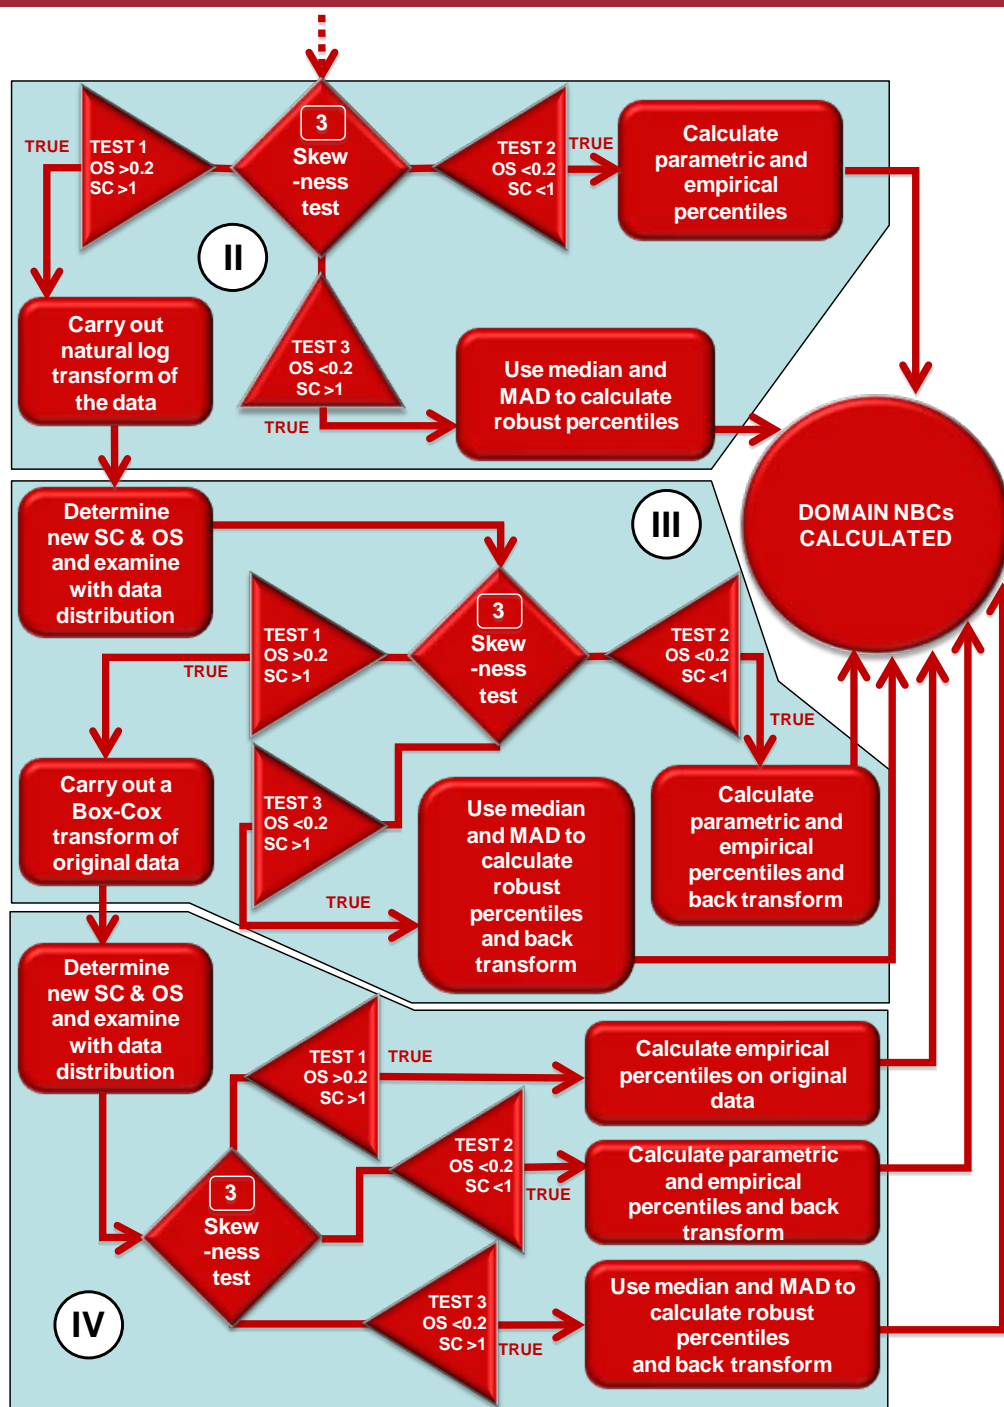 TRUE
TEST 1
OS >0.2
SC >1
3
Skew
-ness
test
TEST 2
OS <0.2
SC <1
TRUE
Calculate
parametric and
empirical
percentiles
II
Carry out
natural log
transform of
the data
TEST 3
OS <0.2
SC >1
TRUE
Use median and
MAD to calculate
robust percentiles
DOMAIN NBCs
CALCULATED
III
Determine
new SC & OS
and examine
with data
distribution
TEST 1
OS >0.2
SC >1
TRUE
3
Skew
-ness
test
TEST 2
OS <0.2
SC <1
TRUE
Carry out a
Box-Cox
transform of
original data
TEST 3
OS <0.2
SC >1
TRUE
Use median
and MAD to
calculate
robust
percentiles
and back
transform
Calculate
parametric and
empirical
percentiles and
back transform
Determine
new SC & OS
and examine
with data
distribution
TEST 1
OS >0.2
SC >1
TRUE
Calculate empirical
percentiles on original
data
3
Skew
-ness
test
TEST 2
OS <0.2
SC <1
TRUE
Calculate parametric
and empirical
percentiles and back
transform
IV
TEST 3
OS <0.2
SC >1
TRUE
Use median and MAD to
calculate robust
percentiles
and back transform